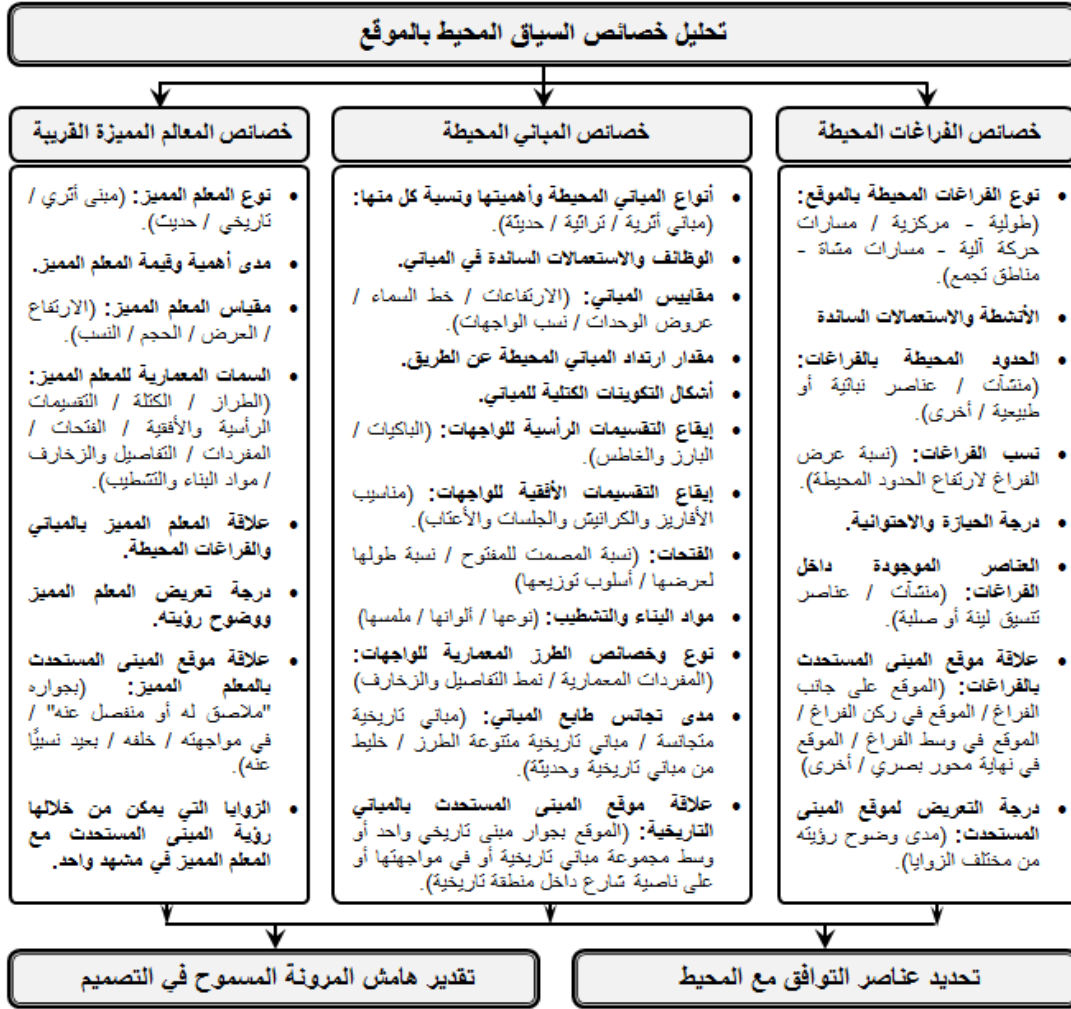 تحليل خصائص السياق المحيط بالموقع
خصائص الفراغات المحيطة
• نوع الفراغات المحيطة بالموقع:
(طولية - مركزية / مسارات
حركة آلية - مسارات مشاة -
مناطق تجمع).
• الأنشطة والاستعمالات السائدة
• الحدود المحيطة بالفراغات:
(منشآت / عناصر نباتية أو
طبيعية / أخرى).
• نسب الفراغات: (نسبة عرض
الفراغ لارتفاع الحدود المحيطة).
• درجة الحيازة والاحتوائية.
• العناصر الموجودة داخل
الفراغات: (منشآت / عناصر
تنسيق لينة أو صلبة).
• علاقة موقع المبنى المستحدث
بالفراغات: (الموقع على جانب
الفراغ / الموقع في ركن الفراغ /
الموقع في وسط الفراغ / الموقع
في نهاية محور بصري / أخرى)
• درجة التعريض لموقع المبنى
المستحدث: (مدى وضوح رؤيته
من مختلف الزوايا).
خصائص المباني المحيطة
• أنواع المباني المحيطة وأهميتها ونسبة كل منها:
(مباني أثرية / تراثية / حديثة).
• الوظائف والاستعمالات السائدة في المباني.
• مقاييس المباني: (الارتفاعات / خط السماء /
عروض الوحدات / نسب الواجهات).
• مقدار ارتداد المباني المحيطة عن الطريق.
• أشكال التكوينات الكتلية للمباني.
• إيقاع التقسيمات الرأسية للواجهات: (الباكيات /
البارز والغاطس).
• إيقاع التقسيمات الأفقية للواجهات: (مناسيب
الأفاريز والكرانيش والجلسات والأعتاب).
• الفتحات: (نسبة المصمت للمفتوح / نسبة طولها
لعرضها / أسلوب توزيعها)
• مواد البناء والتشطيب: (نوعها / ألوانها / ملمسها)
• نوع وخصائص الطرز المعمارية للواجهات:
(المفردات المعمارية / نمط التفاصيل والزخارف)
• مدى تجانس طابع المباني: (مباني تاريخية
متجانسة / مباني تاريخية متنوعة الطرز / خليط
من مباني تاريخية وحديثة).
• علاقة موقع المبنى المستحدث بالمباني
التاريخية: (الموقع بجوار مبنى تاريخي واحد أو
وسط مجموعة مباني تاريخية أو في مواجهتها أو
على ناصية شارع داخل منطقة تاريخية).
خصائص المعالم المميزة القريبة
• نوع المعلم المميز: (مبنى أثري /
تاريخي / حديث).
• مدى أهمية وقيمة المعلم المميز.
• مقياس المعلم المميز: (الارتفاع
/ العرض / الحجم / النسب).
• السمات المعمارية للمعلم المميز:
(الطراز / الكتلة / التقسيمات
الرأسية والأفقية / الفتحات /
المفردات / التفاصيل والزخارف
/ مواد البناء والتشطيب).
• علاقة المعلم المميز بالمباني
والفراغات المحيطة.
• درجة تعريض المعلم المميز
ووضوح رؤيته.
• علاقة موقع المبنى المستحدث
بالمعلم المميز: (بجواره
"ملاصق له أو منفصل عنه" /
في مواجهته / خلفه / بعيد نسبيًّا
عنه).
• الزوايا التي يمكن من خلالها
رؤية المبنى المستحدث مع
المعلم المميز في مشهد واحد.
تحديد عناصر التوافق مع المحيط
تقدير هامش المرونة المسموح في التصميم